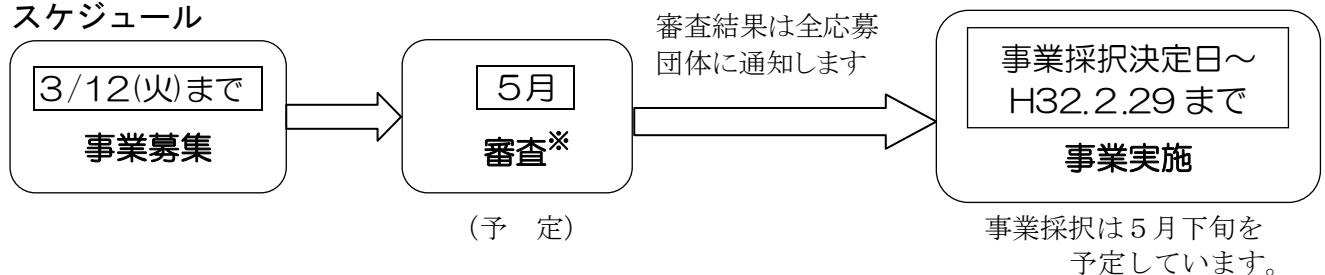 スケジュール
3/12(火)まで
事業募集
5月
審査※
(予 定)
審査結果は全応募
団体に通知します
事業採択決定日~
H32.2.29 まで
事業実施
事業採択は5月下旬を
予定しています。